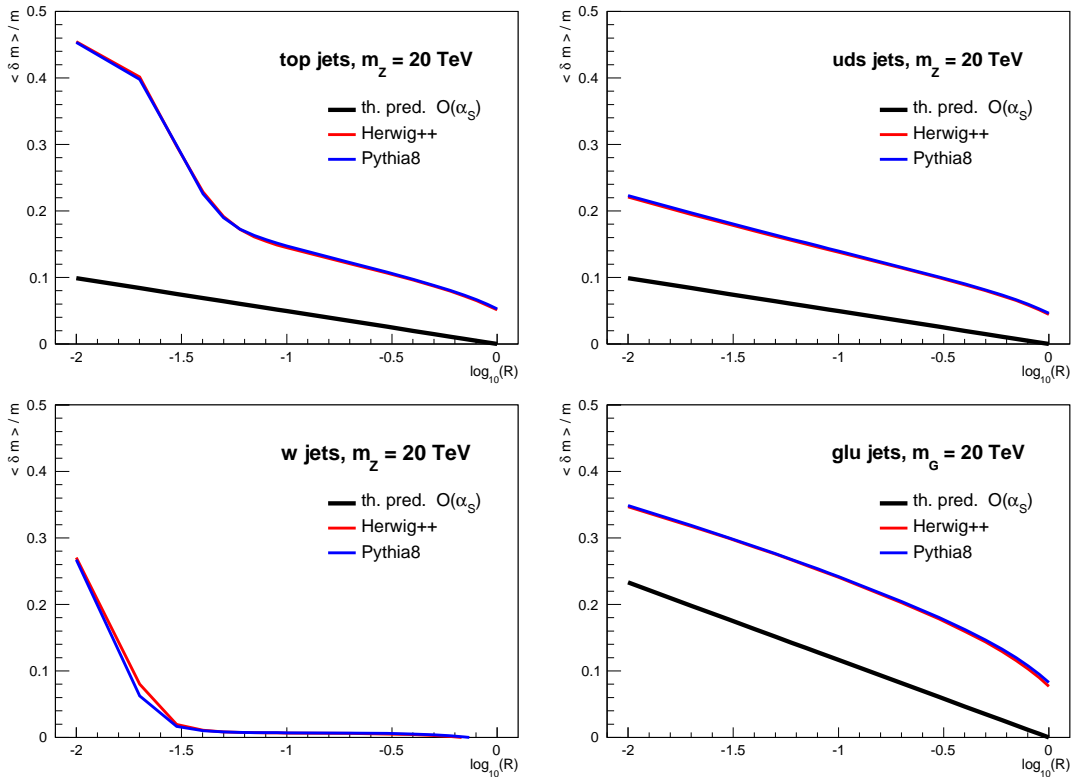 < δ m > / m
0.5
0.4
0.3
0.2
0.1
0
top jets, m_Z = 20 TeV
th. pred. O(α_S)
Herwig++
Pythia8
-2 -1.5 -1 -0.5 0
log₁₀(R)
< δ m > / m
0.5
0.4
0.3
0.2
0.1
0
uds jets, m_Z = 20 TeV
th. pred. O(α_S)
Herwig++
Pythia8
-2 -1.5 -1 -0.5 0
log₁₀(R)
< δ m > / m
0.5
0.4
0.3
0.2
0.1
0
w jets, m_Z = 20 TeV
th. pred. O(α_S)
Herwig++
Pythia8
-2 -1.5 -1 -0.5 0
log₁₀(R)
< δ m > / m
0.5
0.4
0.3
0.2
0.1
0
glu jets, m_G = 20 TeV
th. pred. O(α_S)
Herwig++
Pythia8
-2 -1.5 -1 -0.5 0
log₁₀(R)